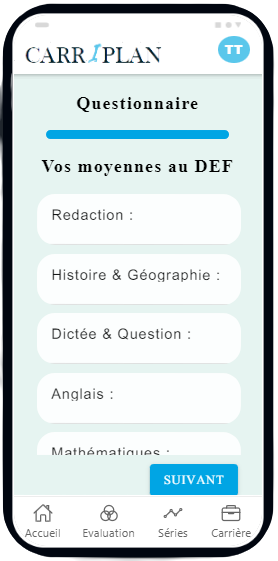 CARRIPLAN
TT
Questionnaire
Vos moyennes au DEF
Redaction :
Histoire & Géographie :
Dictée & Question :
Anglais :
Mathématiques :
SUIVANT
Accueil Evaluation Séries Carrière